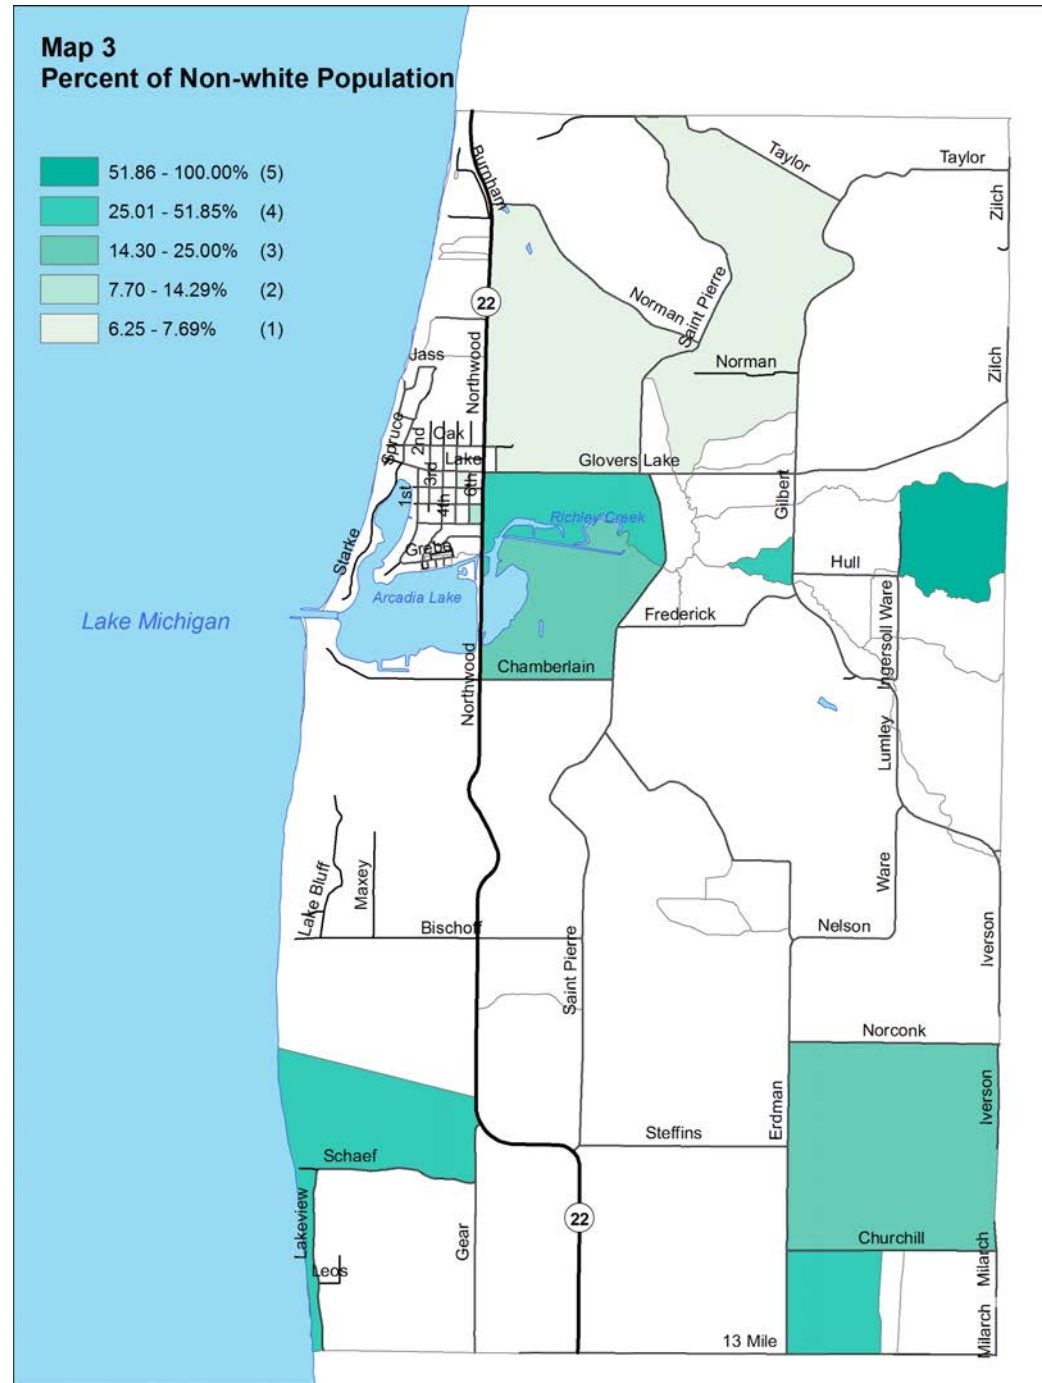 Map 3
Percent of Non-white Population
51.86 - 100.00% (5)
25.01 - 51.85% (4)
14.30 - 25.00% (3)
7.70 - 14.29% (2)
6.25 - 7.69% (1)
Burnham
Taylor
Taylor
Zilch
22
Norman
Saint Pierre
Jass
Northwood
Norman
Zilch
Spruce
2nd
Oak
3rd
Lake
6th
Glovers Lake
1st
4th
Gilbert
Richley Creek
Starke
Grebe
Hull
Arcadia Lake
Lake Michigan
Frederick
Ingersoll Ware
Chamberlain
Northwood
Lumley
Lake Bluff
Maxey
Ware
Bischoff
Nelson
Saint Pierre
Iverson
Norconk
Erdman
Iverson
Steffins
Schaef
Lakeview
Gear
22
Churchill
Milarch
Leos
13 Mile
Milarch